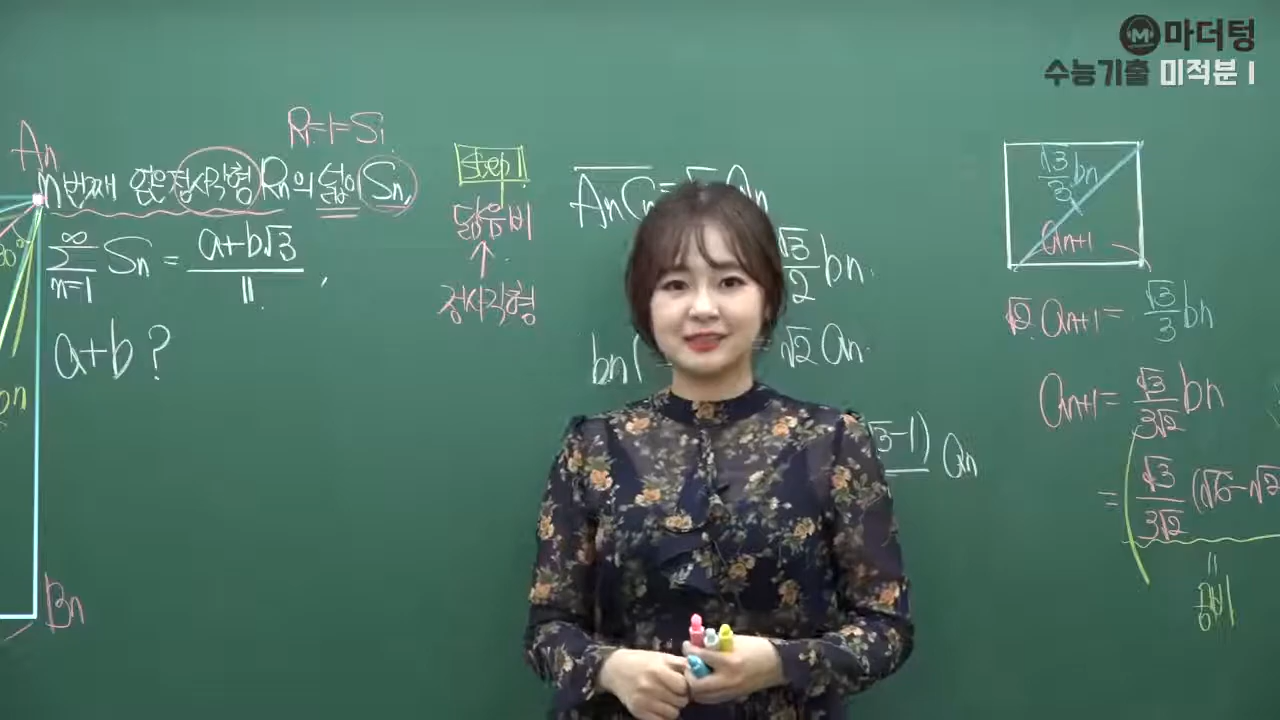 마더텅
수능기출 미적분 I
R₁=1=S₁
An
n번째 얻은 정사각형 Rn의 넓이 Sn,
∞
∑ Sn = (a+b√3)/11 ,
n=1
a+b?
Bn
step 1
닮음비
↑
정사각형
√3/2 bn.
bn(
√2 an.
√3-1) an
√3/3 bn
an+1
√2 an+1 = √3/3 bn
an+1 = √3/(3√2) bn
= √3/(3√2) (√6-√2